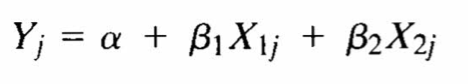 Yⱼ = α + β₁X₁ⱼ + β₂X₂ⱼ